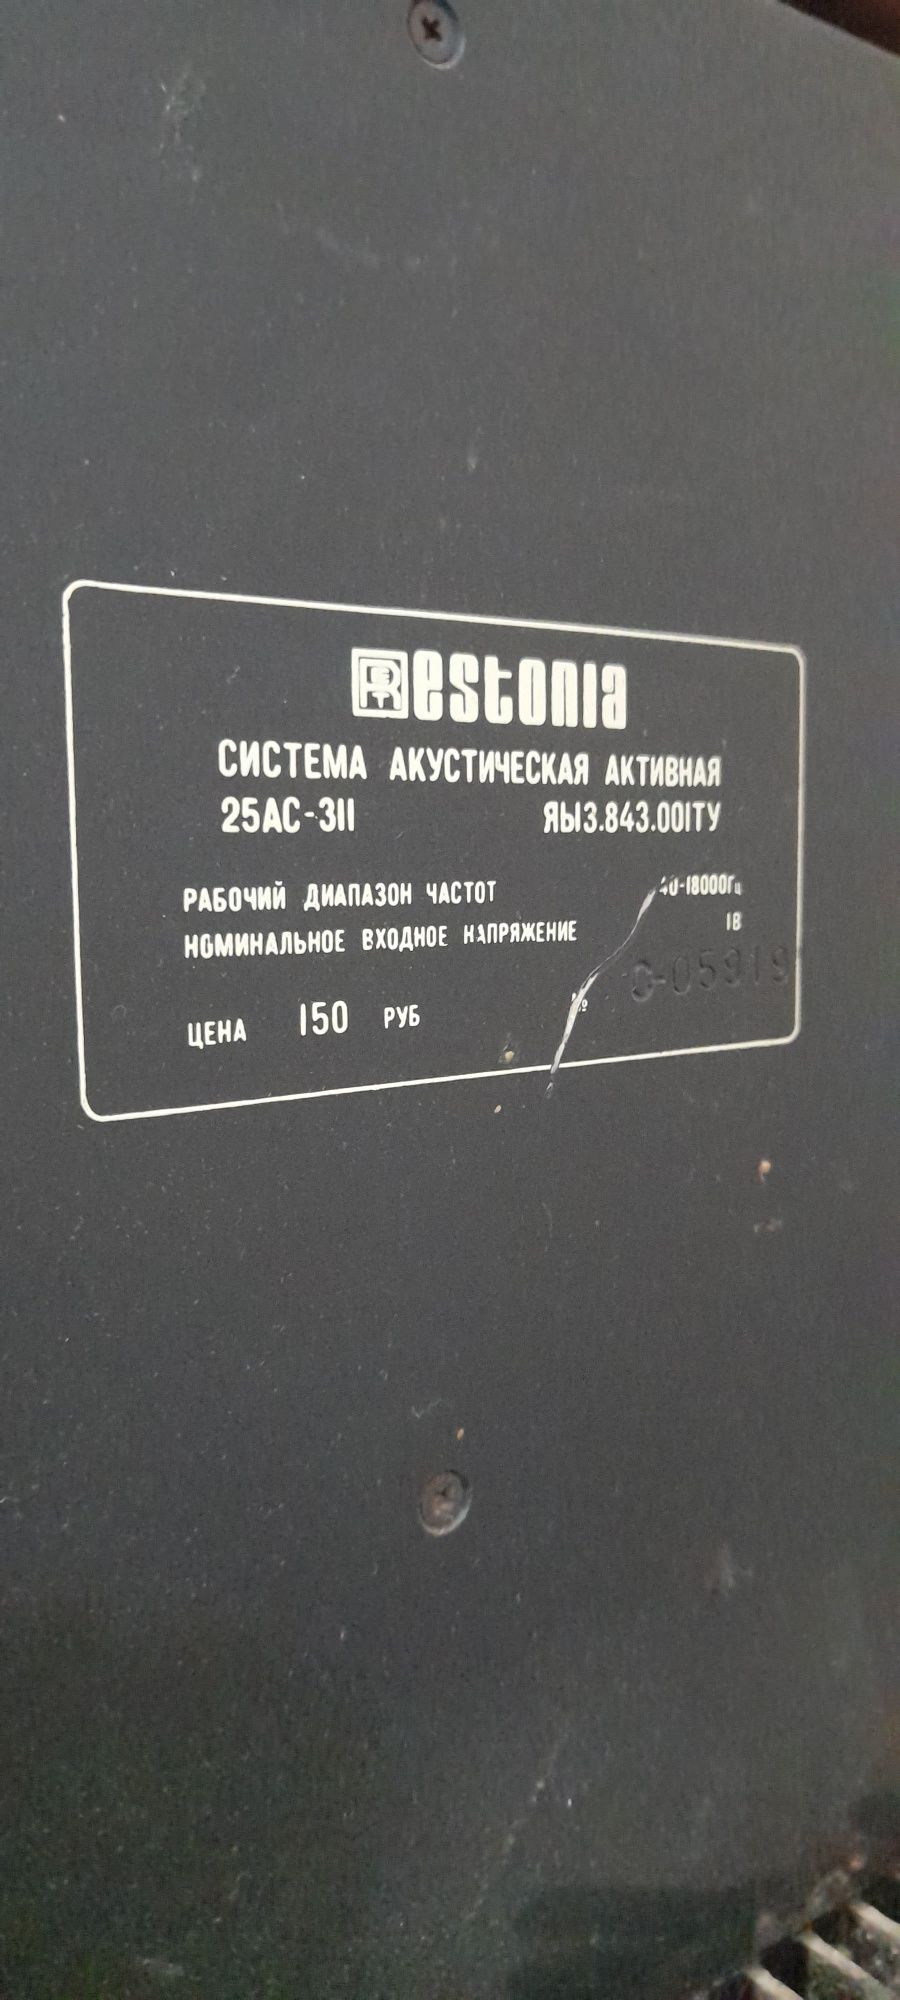 RET estonia
СИСТЕМА АКУСТИЧЕСКАЯ АКТИВНАЯ
25АС-311 ЯЫ3.843.001ТУ
РАБОЧИЙ ДИАПАЗОН ЧАСТОТ 40-18000Гц
НОМИНАЛЬНОЕ ВХОДНОЕ НАПРЯЖЕНИЕ 1В
ЦЕНА 150 РУБ № С-05919